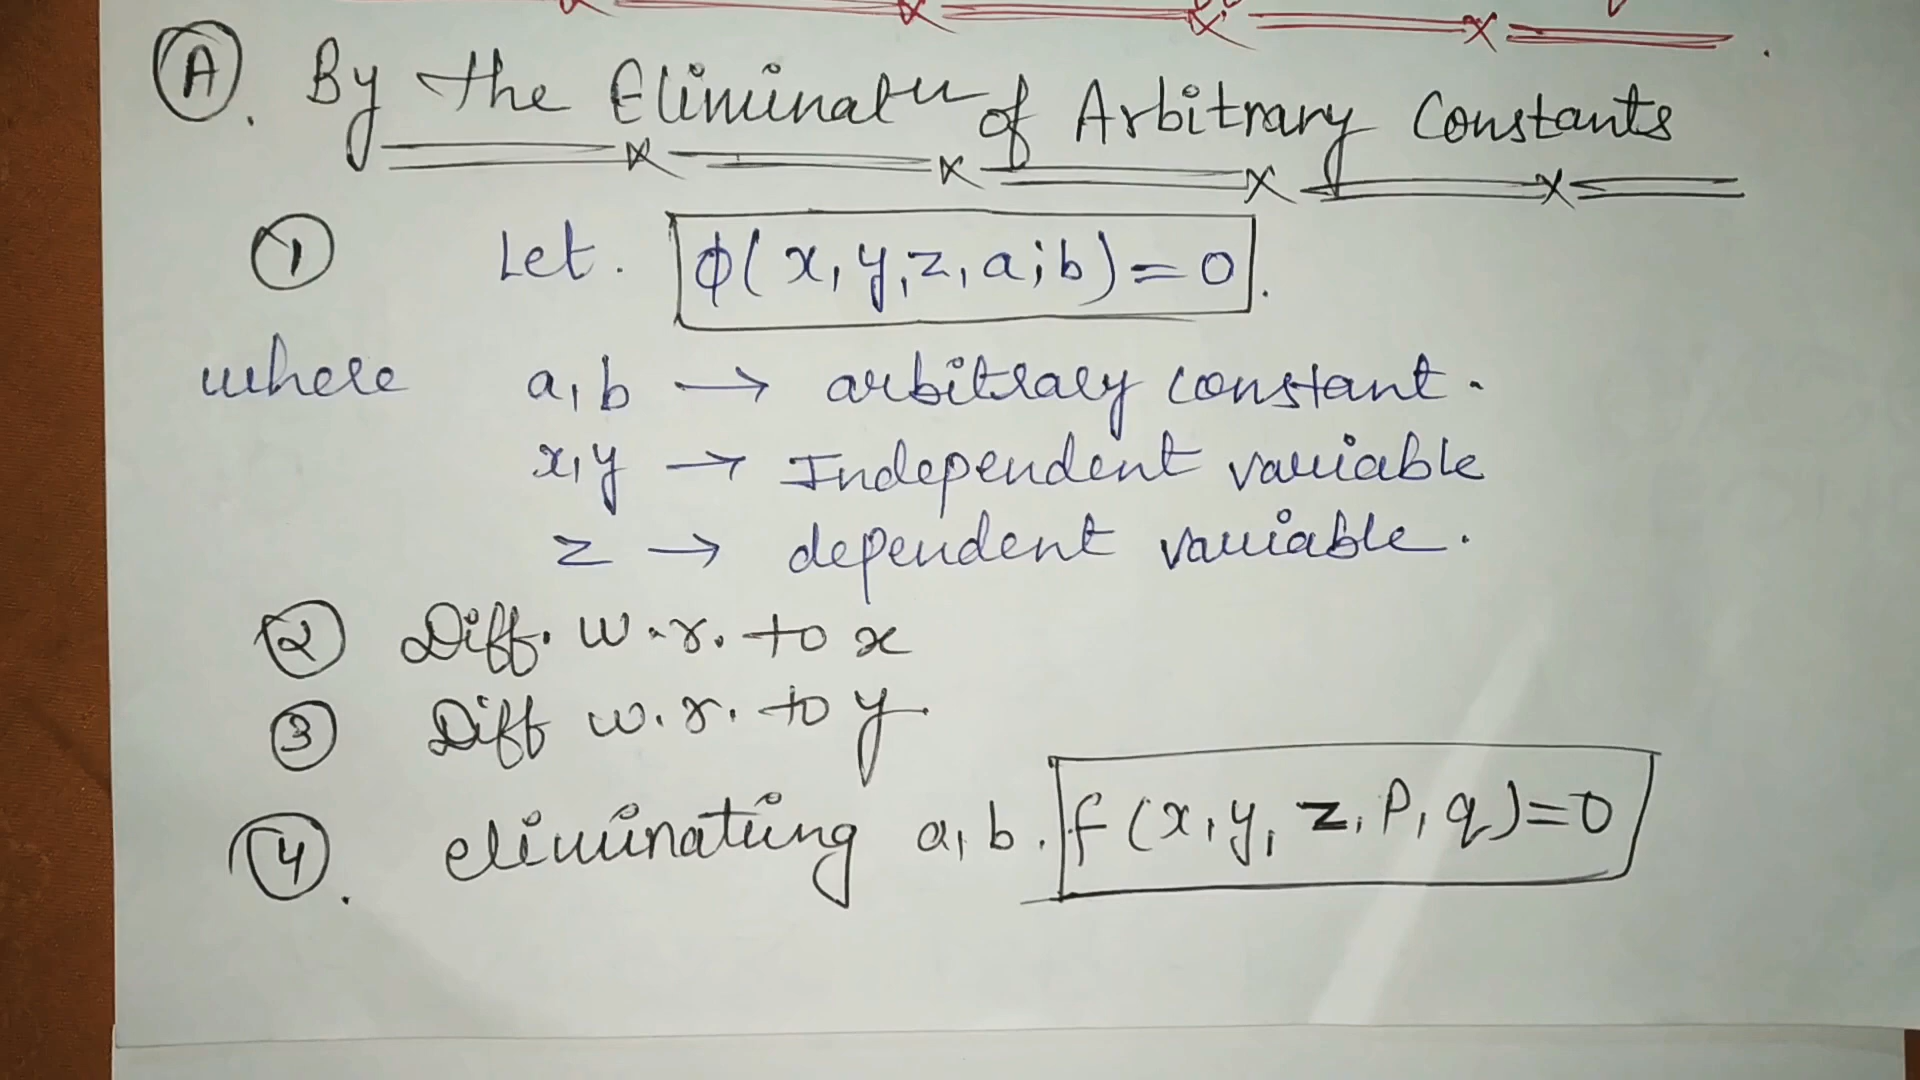 (A). By the Elimination of Arbitrary Constants
(1) Let. ϕ(x, y, z, a, b) = 0.
where a, b → arbitrary constant.
x, y → Independent variable
z → dependent variable.
(2) Diff. w.r. to x
(3) Diff w.r. to y.
(4). eliminating a, b. f(x, y, z, P, q) = 0